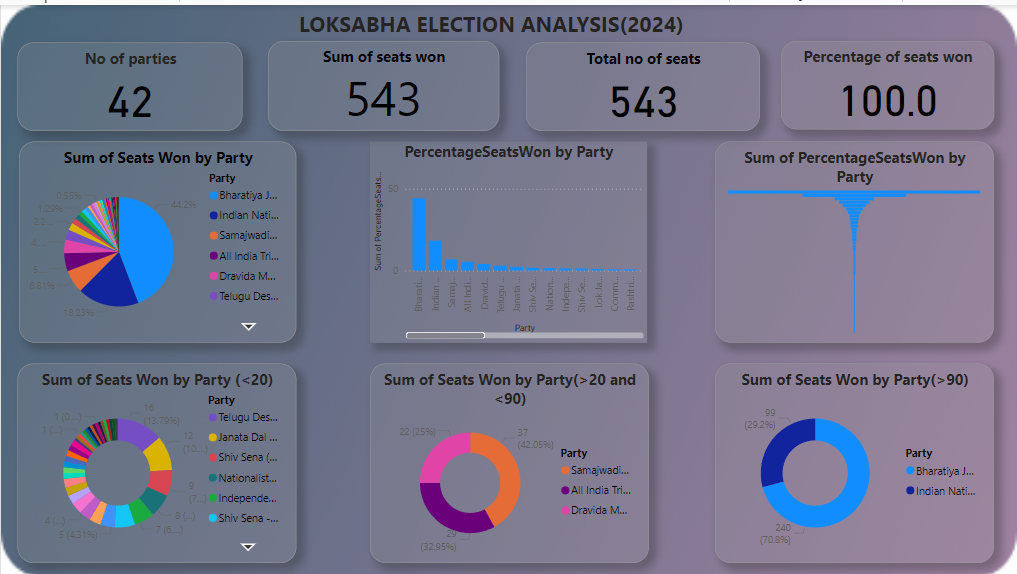 LOKSABHA ELECTION ANALYSIS(2024)
No of parties
42
Sum of seats won
543
Total no of seats
543
Percentage of seats won
100.0
Sum of Seats Won by Party
Party
Bharatiya J...
Indian Nati...
Samajwadi...
All India Tri...
Dravida M...
Telugu Des...
44.2%
18.23%
6.81%
5...
4...
2.2...
1.29%
0.55%
PercentageSeatsWon by Party
Sum of PercentageSeats...
50
0
Bharati...
Indian ...
Samaj...
All Indi...
Dravid...
Telugu ...
Janata ...
Shiv Se...
Nation...
Indepe...
Shiv Se...
Lok Ja...
Comm...
Rashtri...
Party
Sum of PercentageSeatsWon by
Party
Sum of Seats Won by Party (<20)
Party
Telugu Des...
Janata Dal ...
Shiv Sena (...
Nationalist...
Independe...
Shiv Sena -...
16
(13.79%)
12
(10....)
9
(7...)
8 (...)
7 (6...)
5 (4.31%)
4 (...)
1 (...)
1 (0...)
Sum of Seats Won by Party(>20 and
<90)
22 (25%)
37
(42.05%)
29
(32.95%)
Party
Samajwadi...
All India Tri...
Dravida M...
Sum of Seats Won by Party(>90)
99
(29.2%)
240
(70.8%)
Party
Bharatiya J...
Indian Nati...